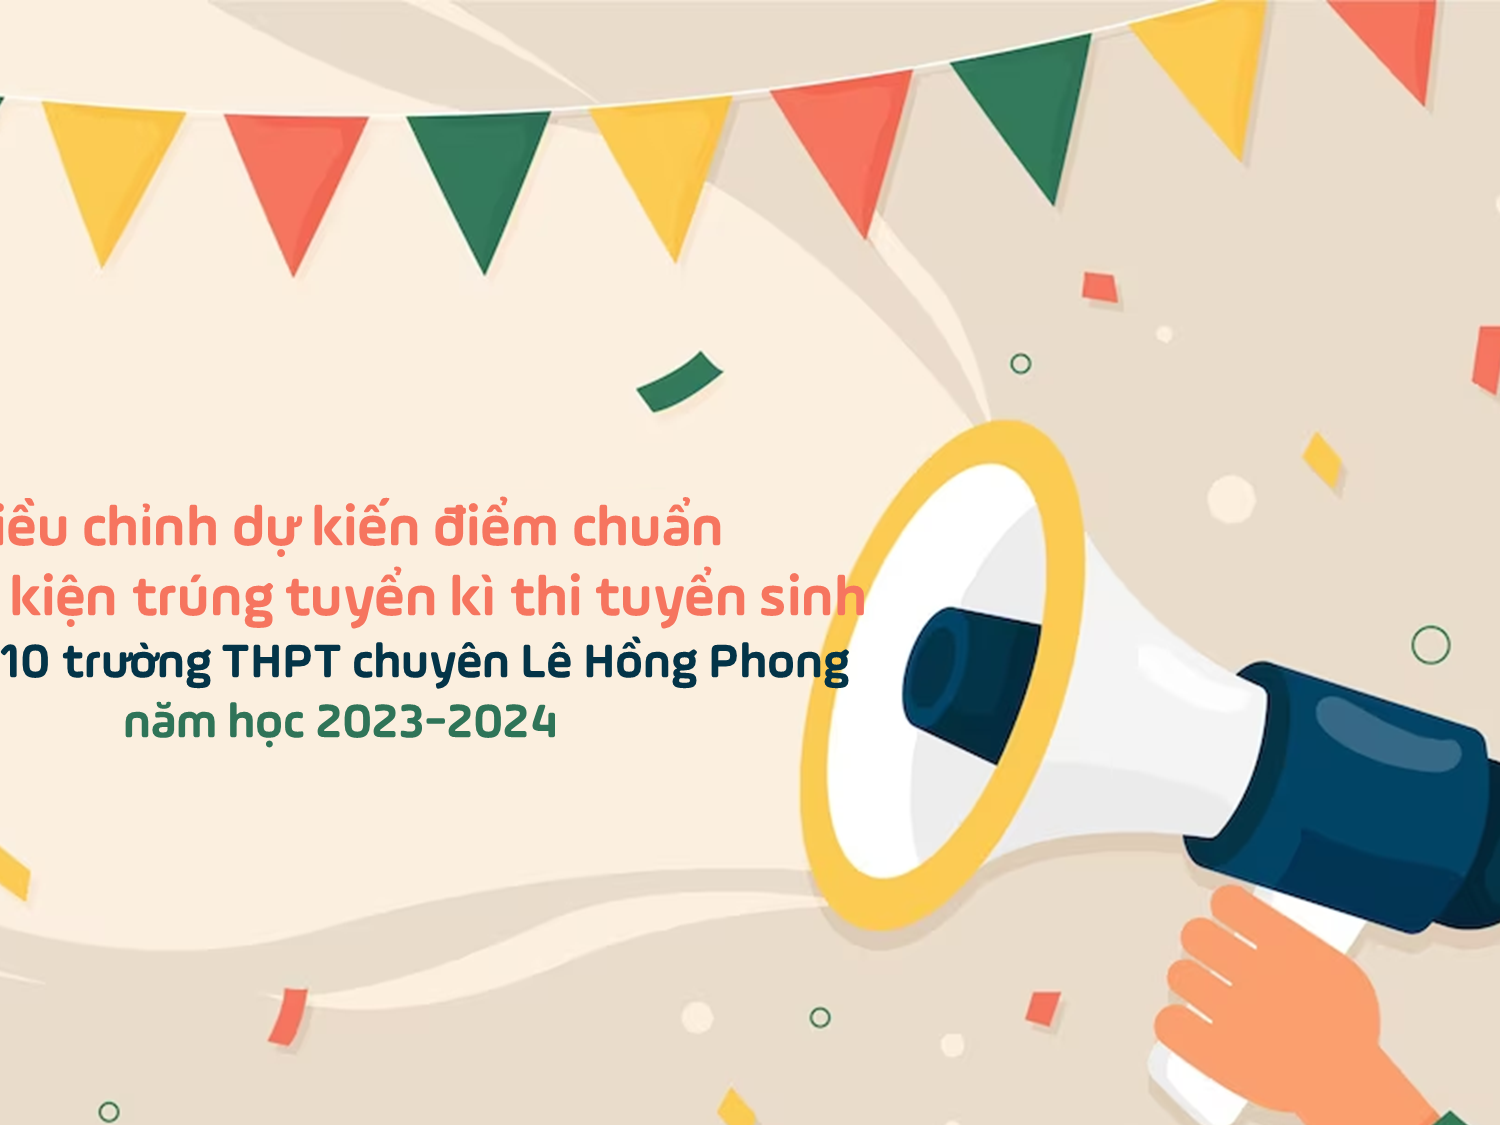 iều chỉnh dự kiến điểm chuẩn
kiện trúng tuyển kì thi tuyển sinh
10 trường THPT chuyên Lê Hồng Phong
năm học 2023-2024